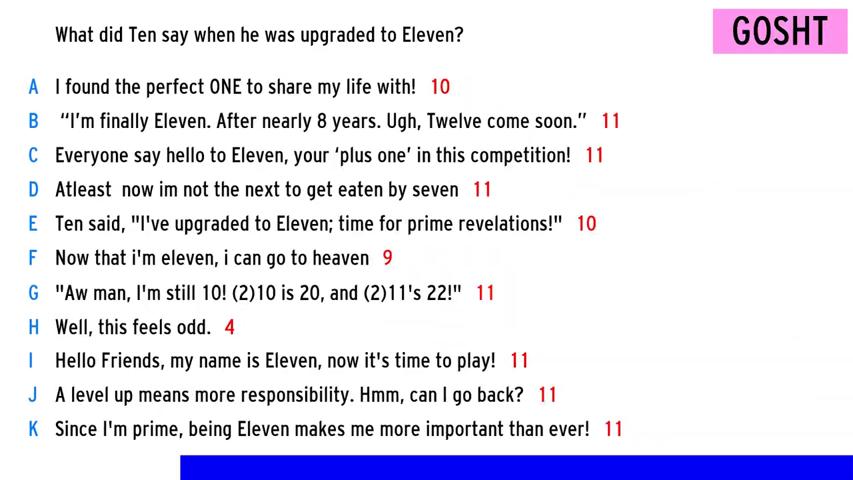 What did Ten say when he was upgraded to Eleven?
GOSHT
A I found the perfect ONE to share my life with! 10
B “I’m finally Eleven. After nearly 8 years. Ugh, Twelve come soon.” 11
C Everyone say hello to Eleven, your ‘plus one’ in this competition! 11
D Atleast now im not the next to get eaten by seven 11
E Ten said, "I've upgraded to Eleven; time for prime revelations!" 10
F Now that i'm eleven, i can go to heaven 9
G "Aw man, I'm still 10! (2)10 is 20, and (2)11's 22!" 11
H Well, this feels odd. 4
I Hello Friends, my name is Eleven, now it's time to play! 11
J A level up means more responsibility. Hmm, can I go back? 11
K Since I'm prime, being Eleven makes me more important than ever! 11